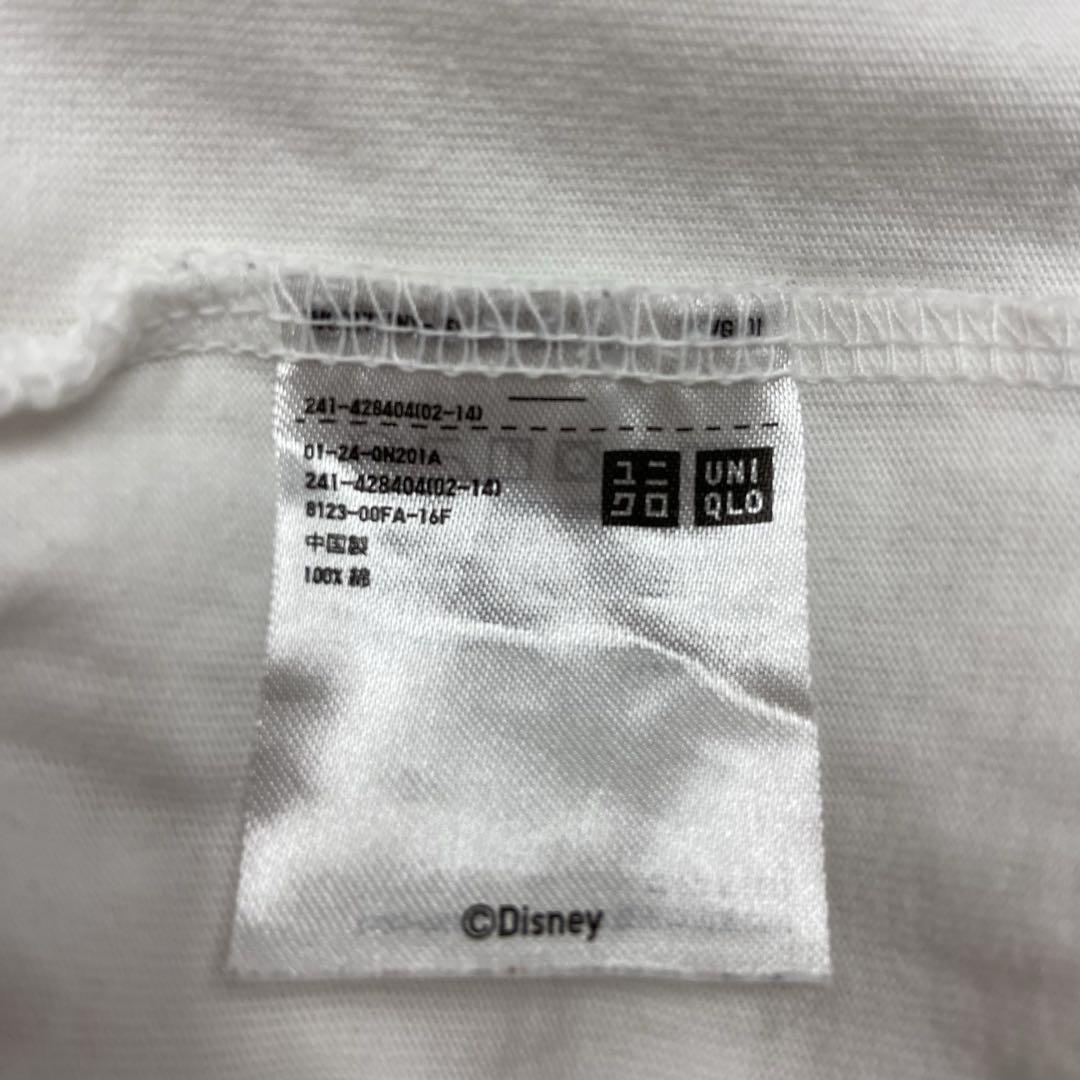 241-428404(02-14)
01-24-0N201A
241-428404(02-14)
8123-00FA-16F
中国製
100% 綿
ユニ
クロ
UNI
QLO
©Disney